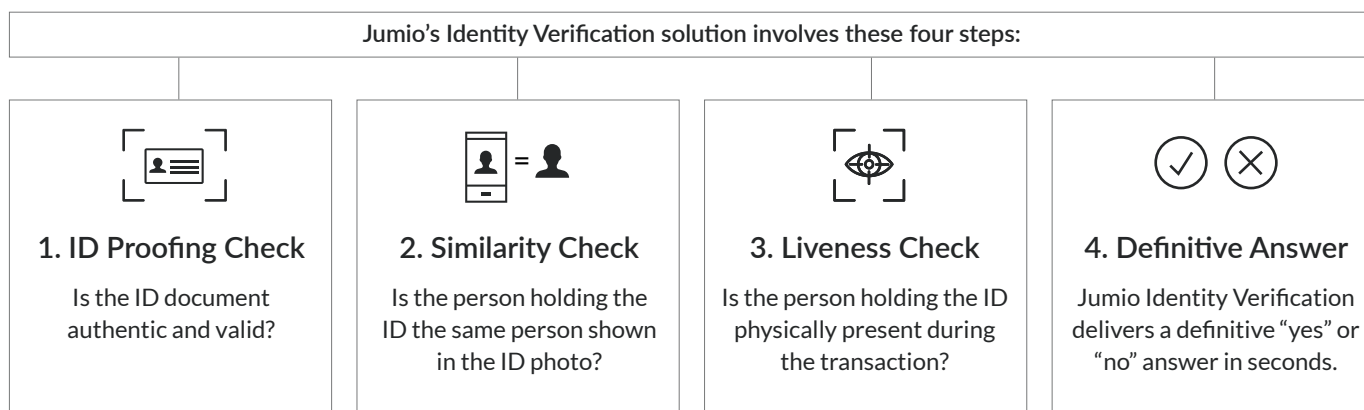 Jumio's Identity Verification solution involves these four steps:
1. ID Proofing Check
Is the ID document
authentic and valid?
2. Similarity Check
Is the person holding the
ID the same person shown
in the ID photo?
3. Liveness Check
Is the person holding the ID
physically present during
the transaction?
4. Definitive Answer
Jumio Identity Verification
delivers a definitive “yes” or
“no” answer in seconds.